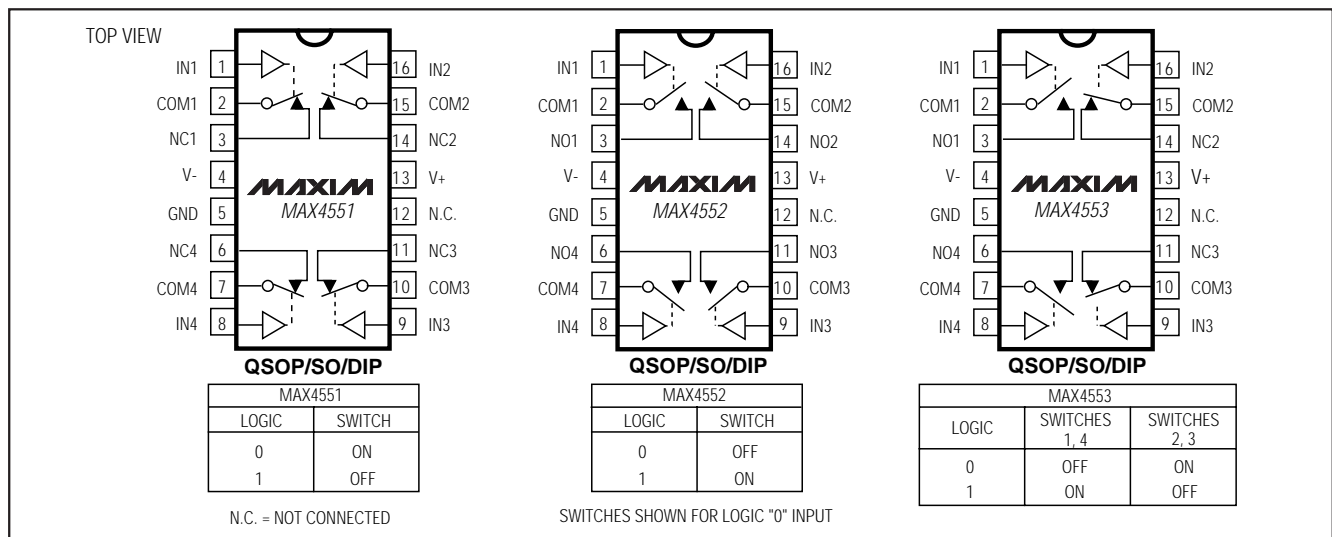 TOP VIEW
IN1 1 16 IN2
COM1 2 15 COM2
NC1 3 14 NC2
V- 4 13 V+
GND 5 12 N.C.
NC4 6 11 NC3
COM4 7 10 COM3
IN4 8 9 IN3
MAXIM
MAX4551
QSOP/SO/DIP
MAX4551
LOGIC SWITCH
0 ON
1 OFF
N.C. = NOT CONNECTED
IN1 1 16 IN2
COM1 2 15 COM2
NO1 3 14 NO2
V- 4 13 V+
GND 5 12 N.C.
NO4 6 11 NO3
COM4 7 10 COM3
IN4 8 9 IN3
MAXIM
MAX4552
QSOP/SO/DIP
MAX4552
LOGIC SWITCH
0 OFF
1 ON
SWITCHES SHOWN FOR LOGIC "0" INPUT
IN1 1 16 IN2
COM1 2 15 COM2
NO1 3 14 NC2
V- 4 13 V+
GND 5 12 N.C.
NO4 6 11 NC3
COM4 7 10 COM3
IN4 8 9 IN3
MAXIM
MAX4553
QSOP/SO/DIP
MAX4553
LOGIC SWITCHES 1, 4 SWITCHES 2, 3
0 OFF ON
1 ON OFF